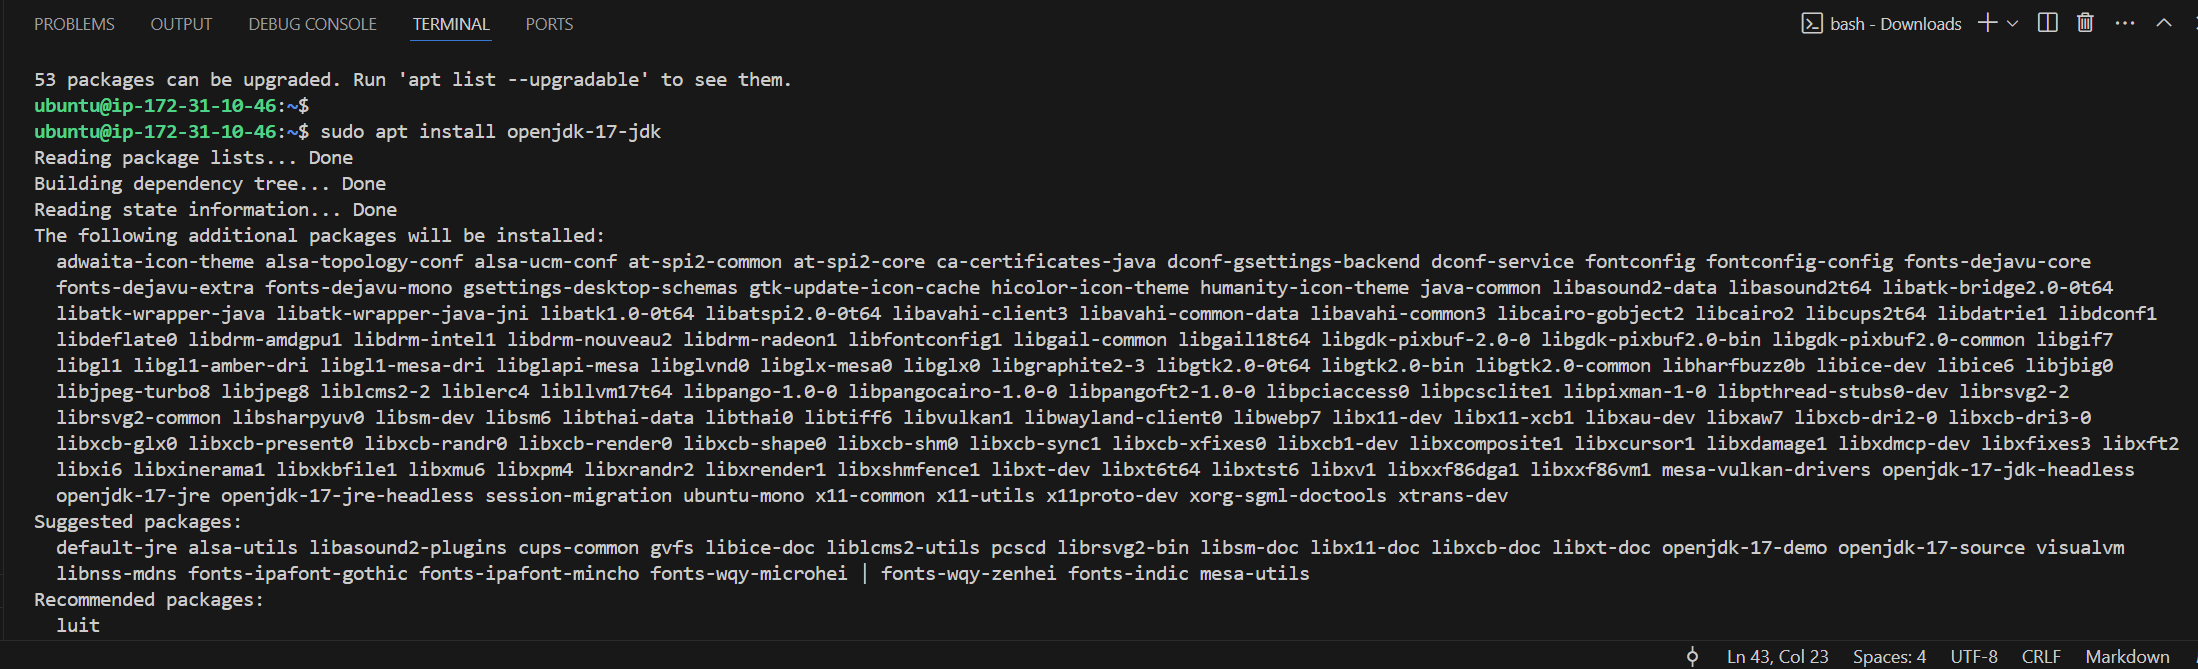 PROBLEMS OUTPUT DEBUG CONSOLE TERMINAL PORTS bash - Downloads
53 packages can be upgraded. Run 'apt list --upgradable' to see them.
ubuntu@ip-172-31-10-46:~$
ubuntu@ip-172-31-10-46:~$ sudo apt install openjdk-17-jdk
Reading package lists... Done
Building dependency tree... Done
Reading state information... Done
The following additional packages will be installed:
  adwaita-icon-theme alsa-topology-conf alsa-ucm-conf at-spi2-common at-spi2-core ca-certificates-java dconf-gsettings-backend dconf-service fontconfig fontconfig-config fonts-dejavu-core
  fonts-dejavu-extra fonts-dejavu-mono gsettings-desktop-schemas gtk-update-icon-cache hicolor-icon-theme humanity-icon-theme java-common libasound2-data libasound2t64 libatk-bridge2.0-0t64
  libatk-wrapper-java libatk-wrapper-java-jni libatk1.0-0t64 libatspi2.0-0t64 libavahi-client3 libavahi-common-data libavahi-common3 libcairo-gobject2 libcairo2 libcups2t64 libdatrie1 libdconf1
  libdeflate0 libdrm-amdgpu1 libdrm-intel1 libdrm-nouveau2 libdrm-radeon1 libfontconfig1 libgail-common libgail18t64 libgdk-pixbuf-2.0-0 libgdk-pixbuf2.0-bin libgdk-pixbuf2.0-common libgif7
  libgl1 libgl1-amber-dri libgl1-mesa-dri libglapi-mesa libglvnd0 libglx-mesa0 libglx0 libgraphite2-3 libgtk2.0-0t64 libgtk2.0-bin libgtk2.0-common libharfbuzz0b libice-dev libice6 libjbig0
  libjpeg-turbo8 libjpeg8 liblcms2-2 liblerc4 libllvm17t64 libpango-1.0-0 libpangocairo-1.0-0 libpangoft2-1.0-0 libpciaccess0 libpcsclite1 libpixman-1-0 libpthread-stubs0-dev librsvg2-2
  librsvg2-common libsharpyuv0 libsm-dev libsm6 libthai-data libthai0 libtiff6 libvulkan1 libwayland-client0 libwebp7 libx11-dev libx11-xcb1 libxau-dev libxaw7 libxcb-dri2-0 libxcb-dri3-0
  libxcb-glx0 libxcb-present0 libxcb-randr0 libxcb-render0 libxcb-shape0 libxcb-shm0 libxcb-sync1 libxcb-xfixes0 libxcb1-dev libxcomposite1 libxcursor1 libxdamage1 libxdmcp-dev libxfixes3 libxft2
  libxi6 libxinerama1 libxkbfile1 libxmu6 libxpm4 libxrandr2 libxrender1 libxshmfence1 libxt-dev libxt6t64 libxtst6 libxv1 libxxf86dga1 libxxf86vm1 mesa-vulkan-drivers openjdk-17-jdk-headless
  openjdk-17-jre openjdk-17-jre-headless session-migration ubuntu-mono x11-common x11-utils x11proto-dev xorg-sgml-doctools xtrans-dev
Suggested packages:
  default-jre alsa-utils libasound2-plugins cups-common gvfs libice-doc liblcms2-utils pcscd librsvg2-bin libsm-doc libx11-doc libxcb-doc libxt-doc openjdk-17-demo openjdk-17-source visualvm
  libnss-mdns fonts-ipafont-gothic fonts-ipafont-mincho fonts-wqy-microhei | fonts-wqy-zenhei fonts-indic mesa-utils
Recommended packages:
  luit
Ln 43, Col 23 Spaces: 4 UTF-8 CRLF Markdown